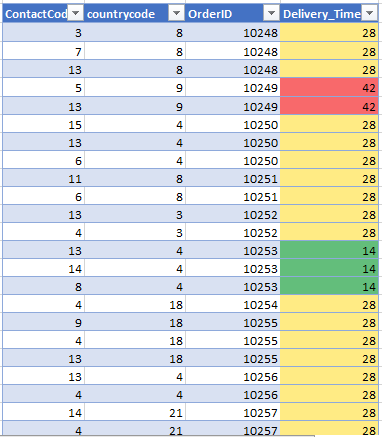 ContactCod countrycode OrderID Delivery_Time
3 8 10248 28
7 8 10248 28
13 8 10248 28
5 9 10249 42
13 9 10249 42
15 4 10250 28
13 4 10250 28
6 4 10250 28
11 8 10251 28
6 8 10251 28
13 3 10252 28
4 3 10252 28
13 4 10253 14
14 4 10253 14
8 4 10253 14
4 18 10254 28
9 18 10255 28
4 18 10255 28
13 18 10255 28
13 4 10256 28
4 4 10256 28
14 21 10257 28
4 21 10257 28